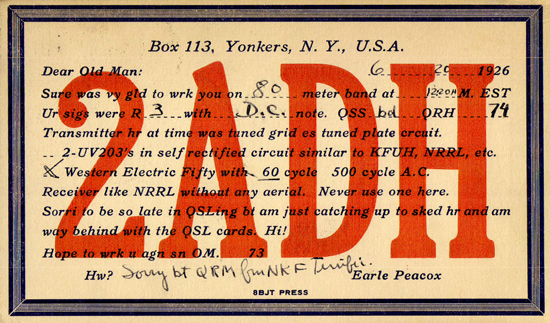 2ADH
Box 113, Yonkers, N. Y., U.S.A.
Dear Old Man: 6 20 1926
Sure was vy gld to wrk you on 80 meter band at 1220A M. EST
Ur sigs were R 3 with D.C. note. QSS bd QRH 74
Transmitter hr at time was tuned grid es tuned plate crcuit.
2-UV203's in self rectified circuit similar to KFUH, NRRL, etc.
X Western Electric Fifty with 60 cycle 500 cycle A.C.
Receiver like NRRL without any aerial. Never use one here.
Sorri to be so late in QSLing bt am just catching up to sked hr and am
way behind with the QSL cards. Hi!
Hope to wrk u agn sn OM. 73
Hw? Sorry bt QRM fm NKF Terrific. Earle Peacox
8BJT PRESS